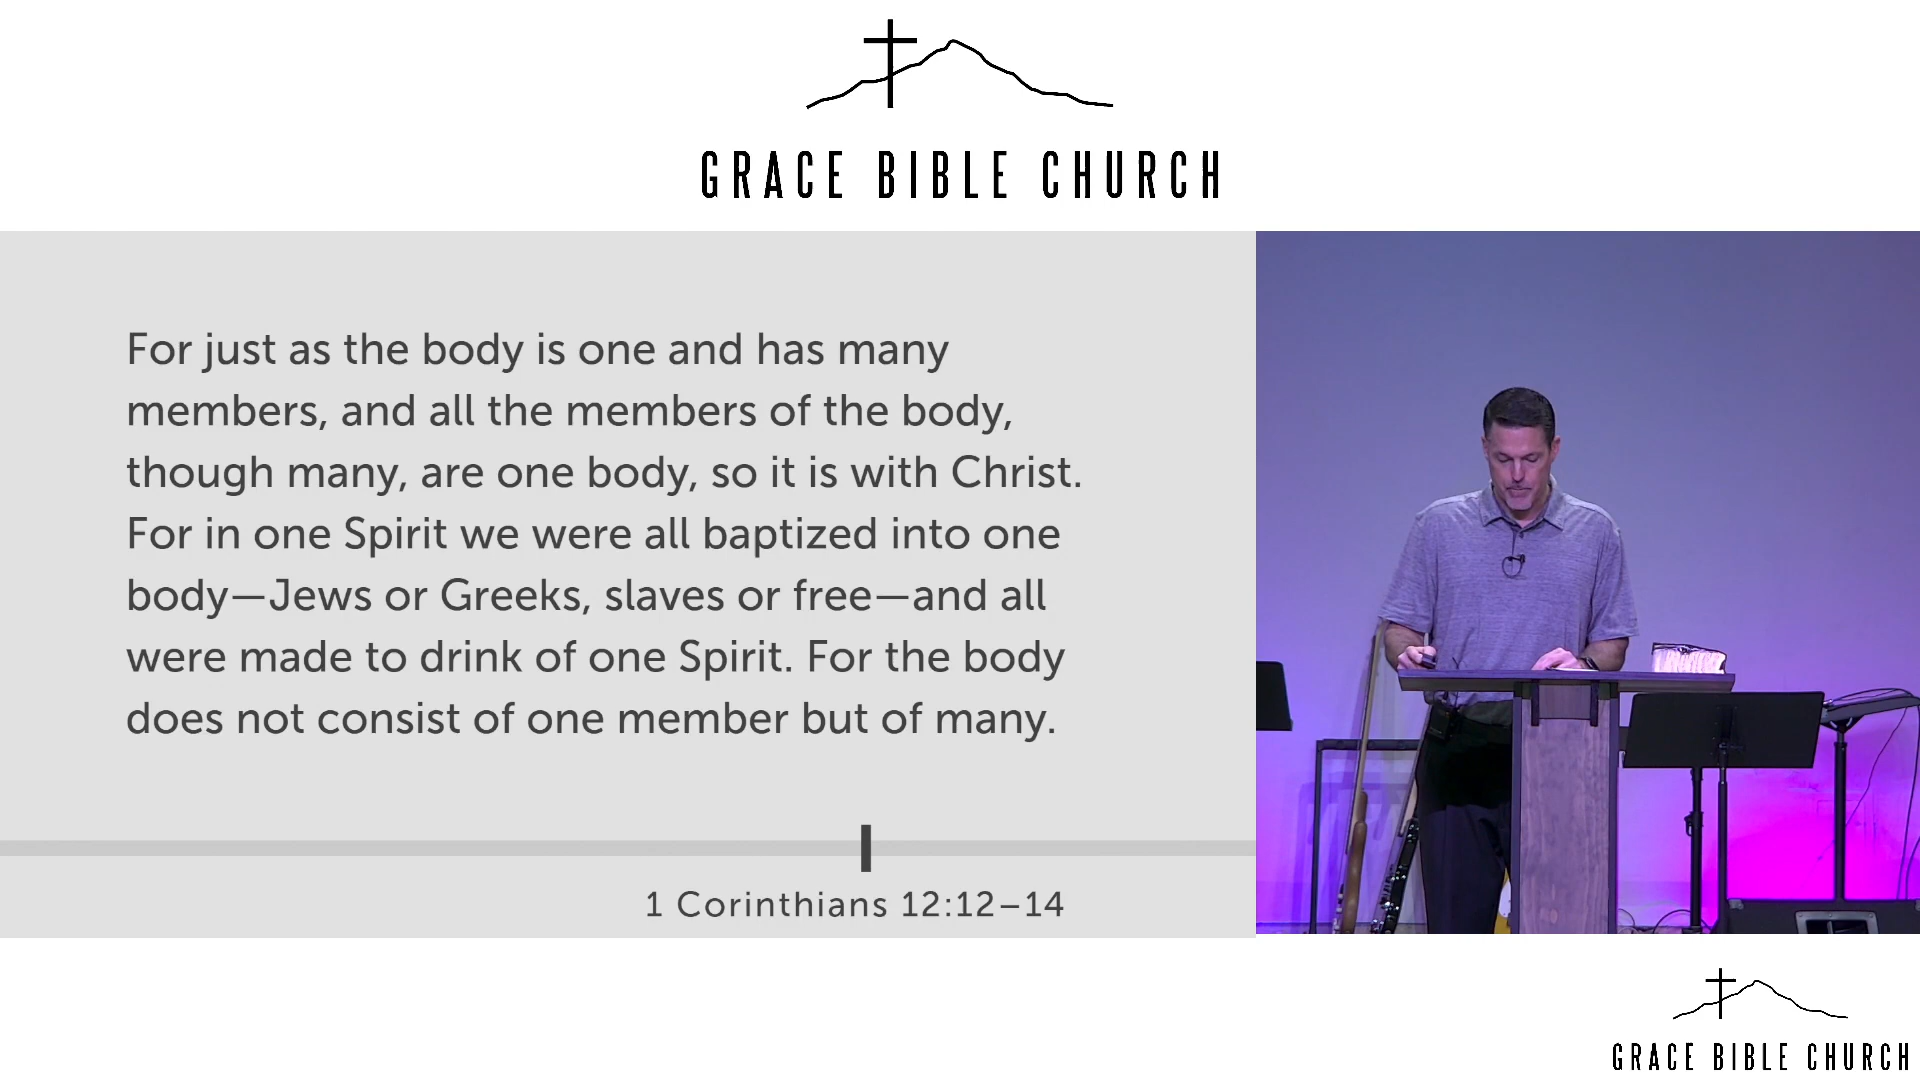 GRACE BIBLE CHURCH
For just as the body is one and has many
members, and all the members of the body,
though many, are one body, so it is with Christ.
For in one Spirit we were all baptized into one
body—Jews or Greeks, slaves or free—and all
were made to drink of one Spirit. For the body
does not consist of one member but of many.
1 Corinthians 12:12–14
GRACE BIBLE CHURCH